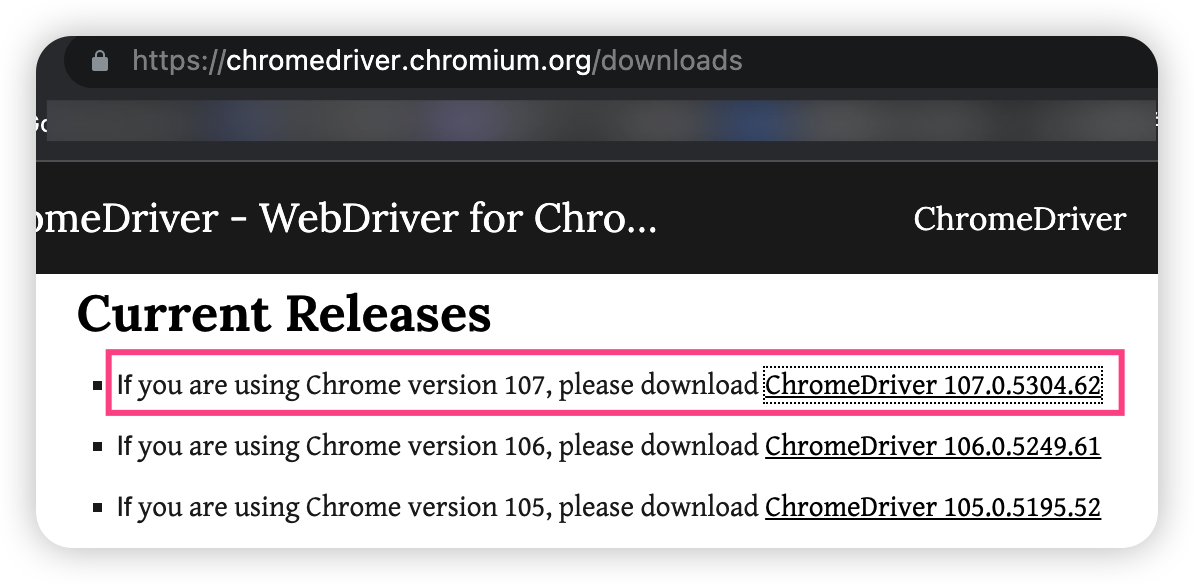 https://chromedriver.chromium.org/downloads
omeDriver - WebDriver for Chro...
ChromeDriver
Current Releases
▪ If you are using Chrome version 107, please download ChromeDriver 107.0.5304.62
▪ If you are using Chrome version 106, please download ChromeDriver 106.0.5249.61
▪ If you are using Chrome version 105, please download ChromeDriver 105.0.5195.52